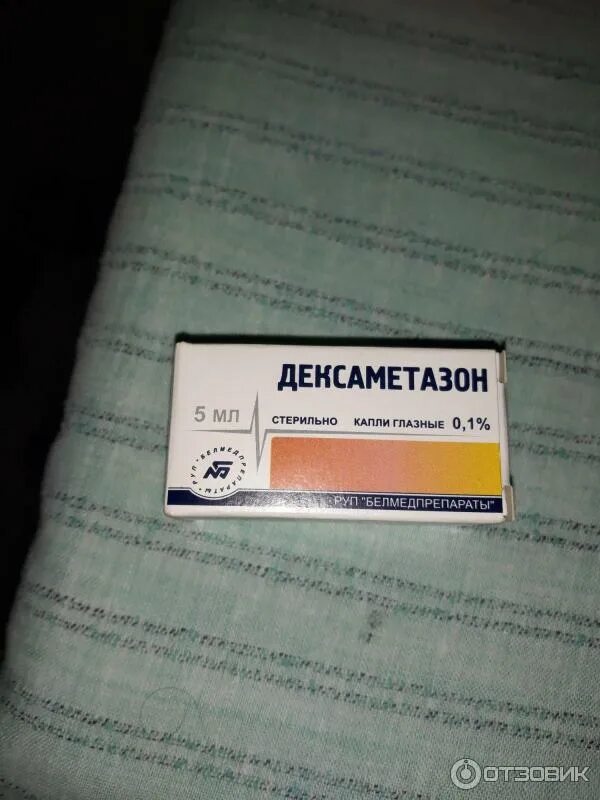 ДЕКСАМЕТАЗОН
5 МЛ
СТЕРИЛЬНО КАПЛИ ГЛАЗНЫЕ 0,1%
РУП "БЕЛМЕДПРЕПАРАТЫ"
РУП "БЕЛМЕДПРЕПАРАТЫ"
ОТЗОВИК